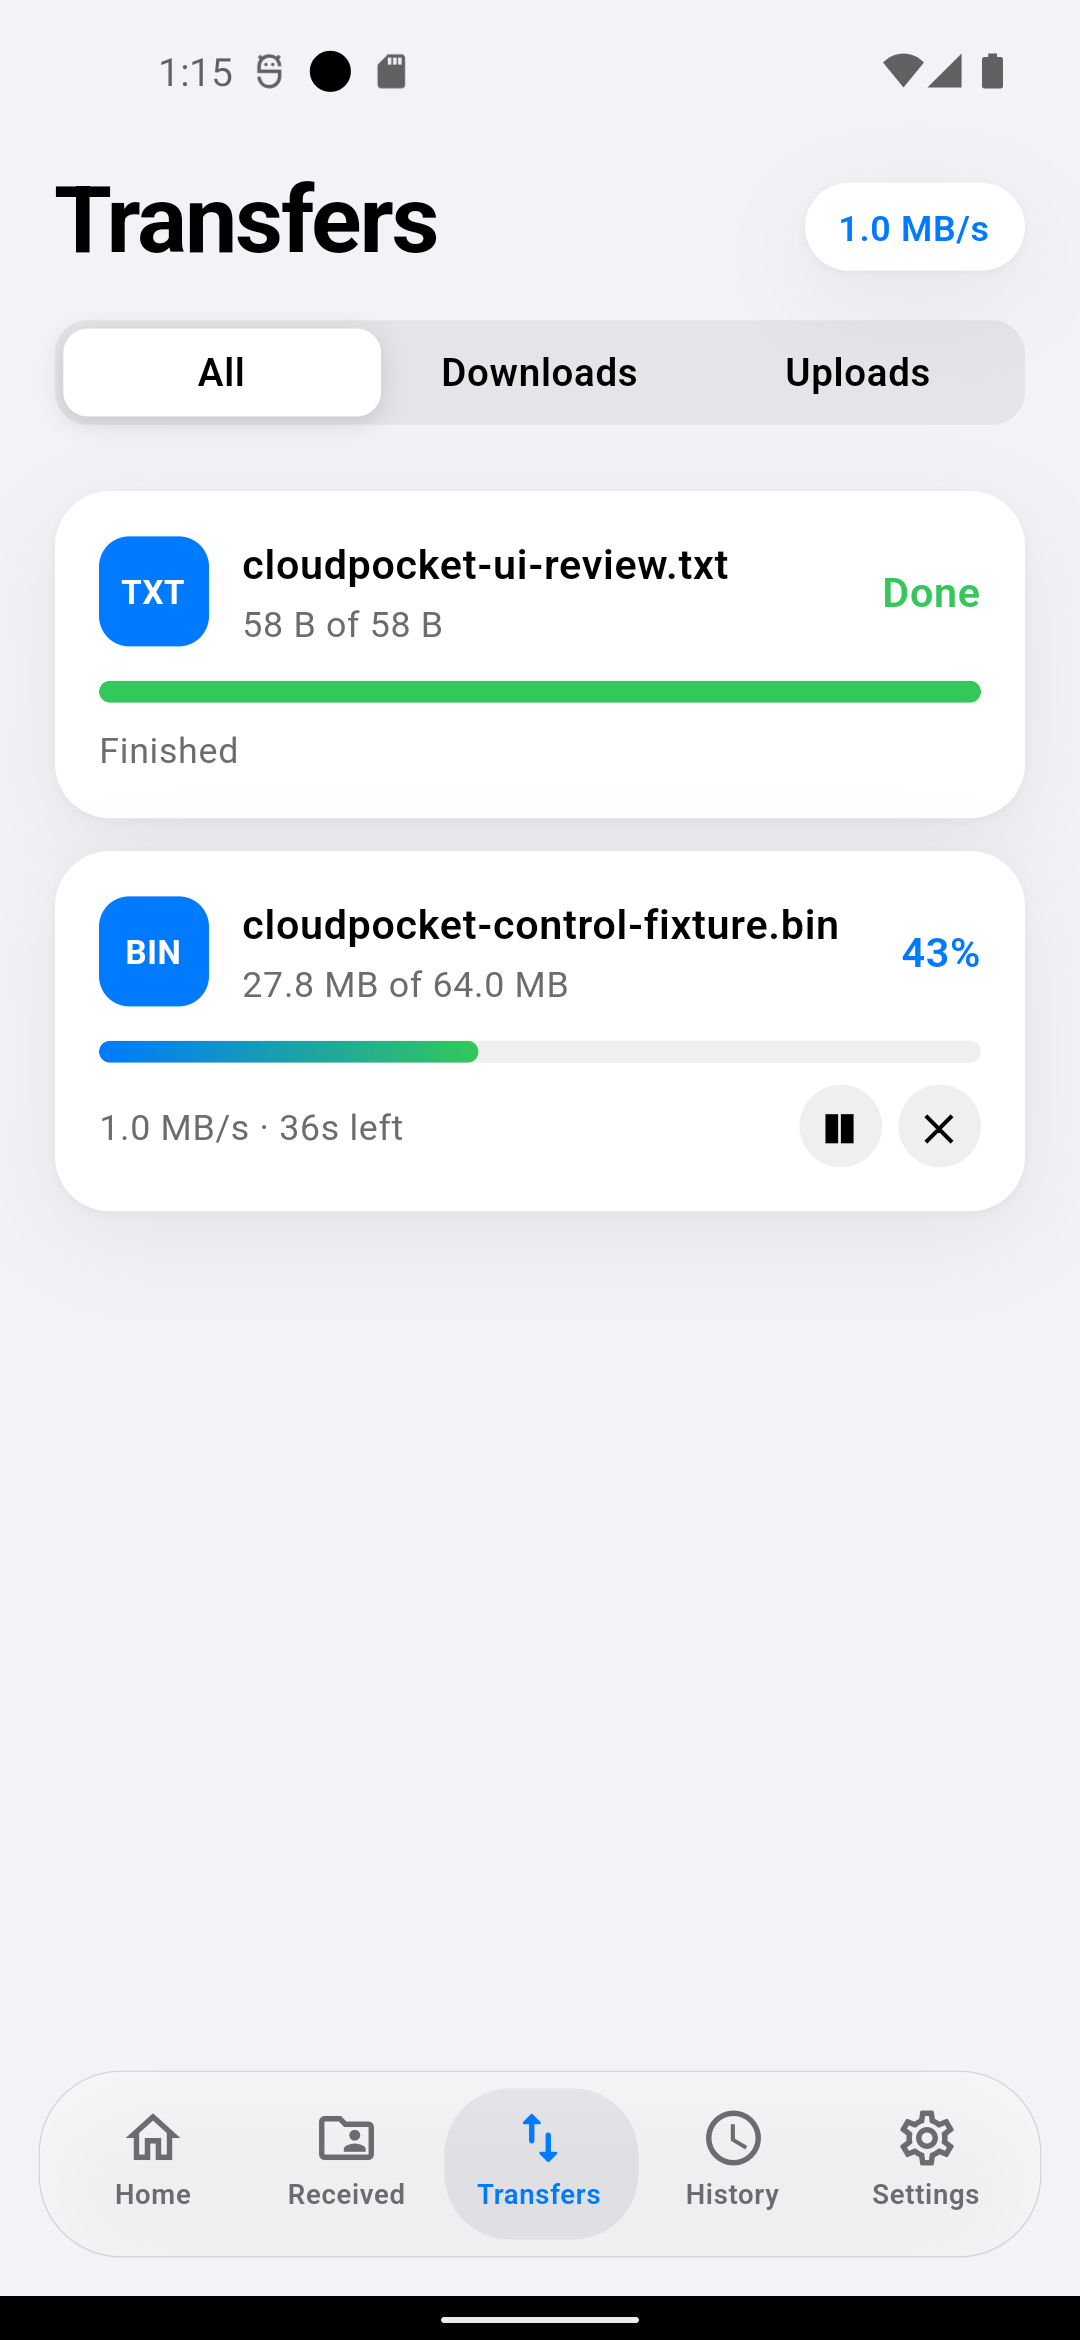 1:15
Transfers
1.0 MB/s
All
Downloads
Uploads
TXT
cloudpocket-ui-review.txt
58 B of 58 B
Done
Finished
BIN
cloudpocket-control-fixture.bin
27.8 MB of 64.0 MB
43%
1.0 MB/s · 36s left
Home
Received
Transfers
History
Settings